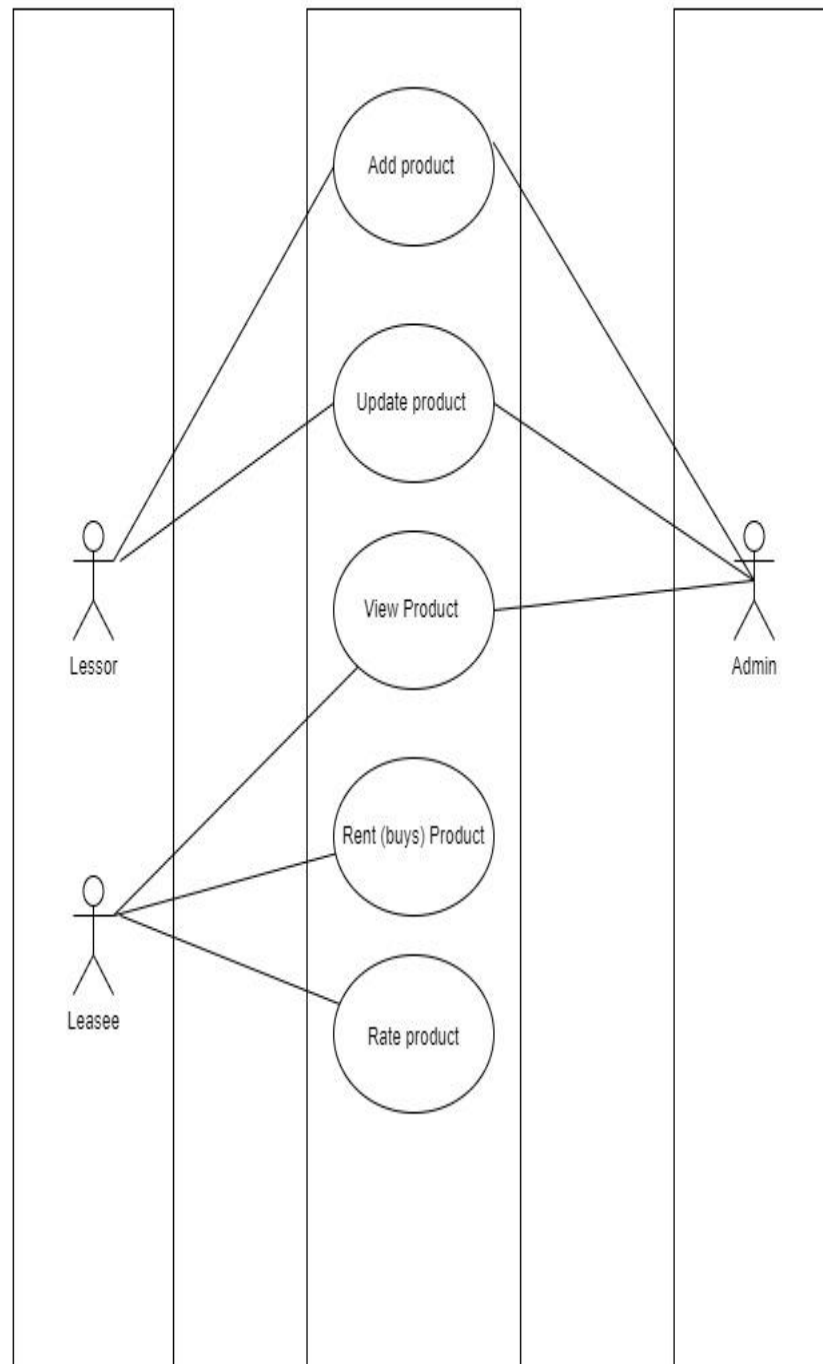 Add product
Update product
View Product
Lessor
Admin
Rent (buys) Product
Leasee
Rate product